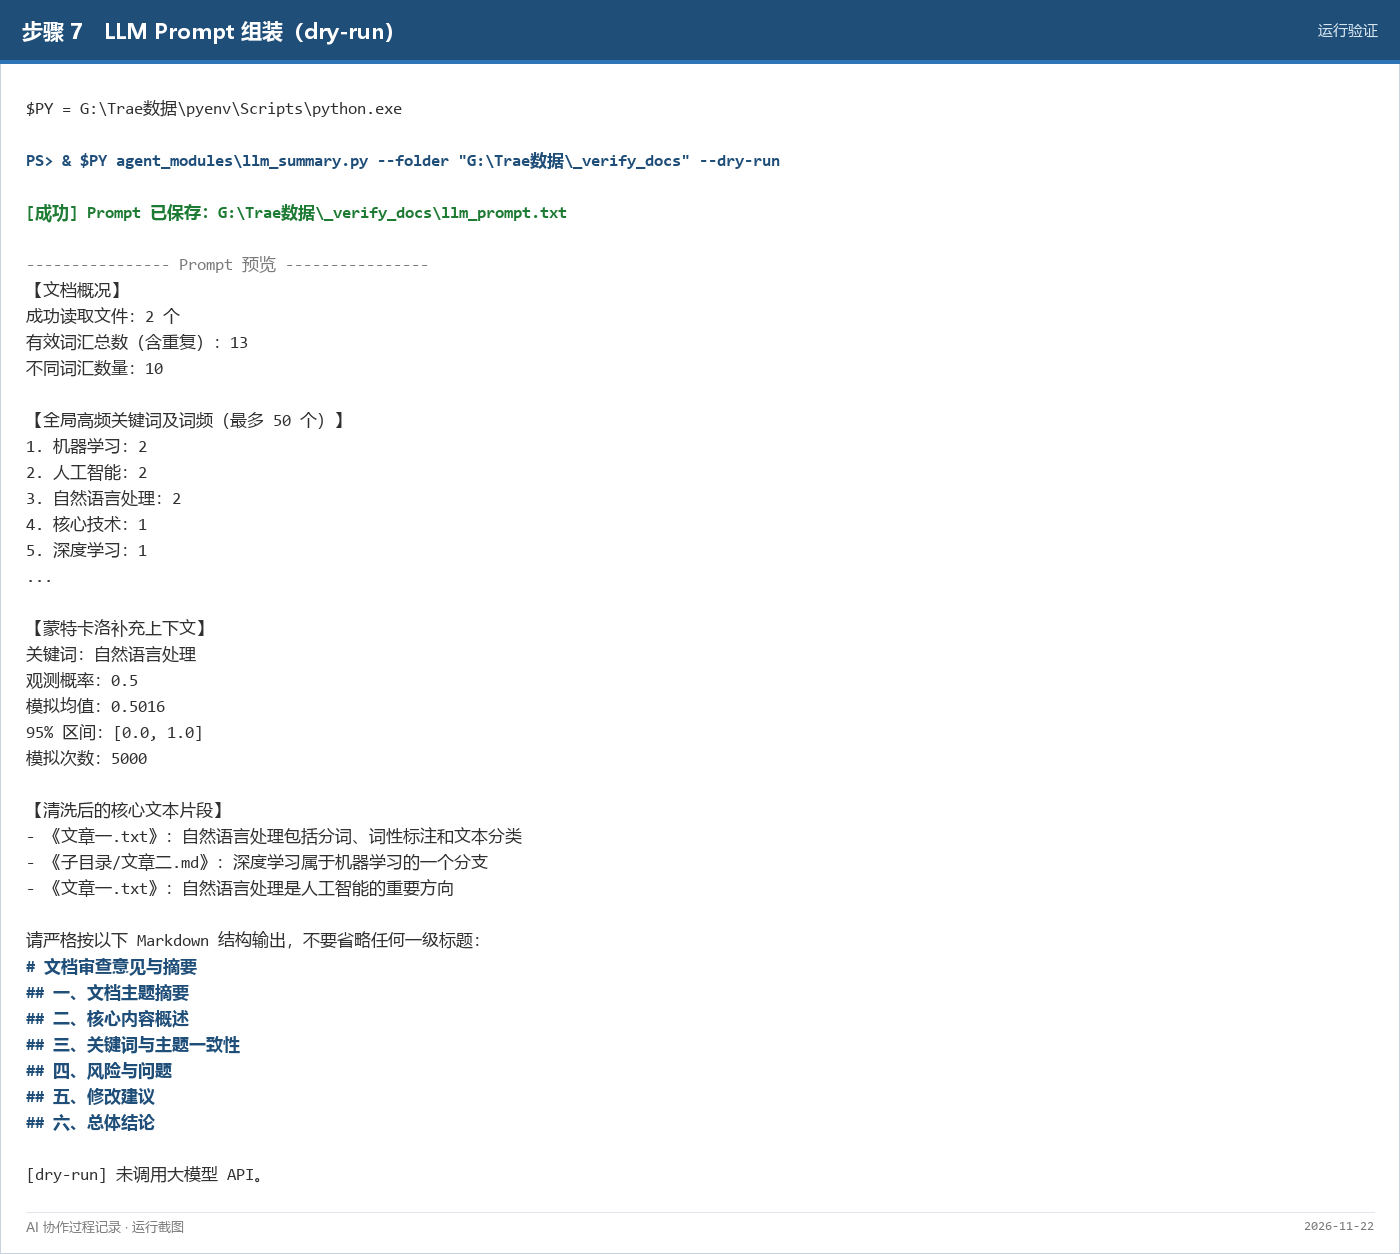 步骤 7 LLM Prompt 组装（dry-run）
运行验证
$PY = G:\Trae数据\pyenv\Scripts\python.exe
PS> & $PY agent_modules\llm_summary.py --folder "G:\Trae数据\_verify_docs" --dry-run
[成功] Prompt 已保存：G:\Trae数据\_verify_docs\llm_prompt.txt
---------------- Prompt 预览 ----------------
【文档概况】
成功读取文件：2 个
有效词汇总数（含重复）：13
不同词汇数量：10
【全局高频关键词及词频（最多 50 个）】
1. 机器学习：2
2. 人工智能：2
3. 自然语言处理：2
4. 核心技术：1
5. 深度学习：1
...
【蒙特卡洛补充上下文】
关键词：自然语言处理
观测概率：0.5
模拟均值：0.5016
95% 区间：[0.0, 1.0]
模拟次数：5000
【清洗后的核心文本片段】
- 《文章一.txt》：自然语言处理包括分词、词性标注和文本分类
- 《子目录/文章二.md》：深度学习属于机器学习的一个分支
- 《文章一.txt》：自然语言处理是人工智能的重要方向
请严格按以下 Markdown 结构输出，不要省略任何一级标题：
# 文档审查意见与摘要
## 一、文档主题摘要
## 二、核心内容概述
## 三、关键词与主题一致性
## 四、风险与问题
## 五、修改建议
## 六、总体结论
[dry-run] 未调用大模型 API。
AI 协作过程记录 · 运行截图
2026-11-22